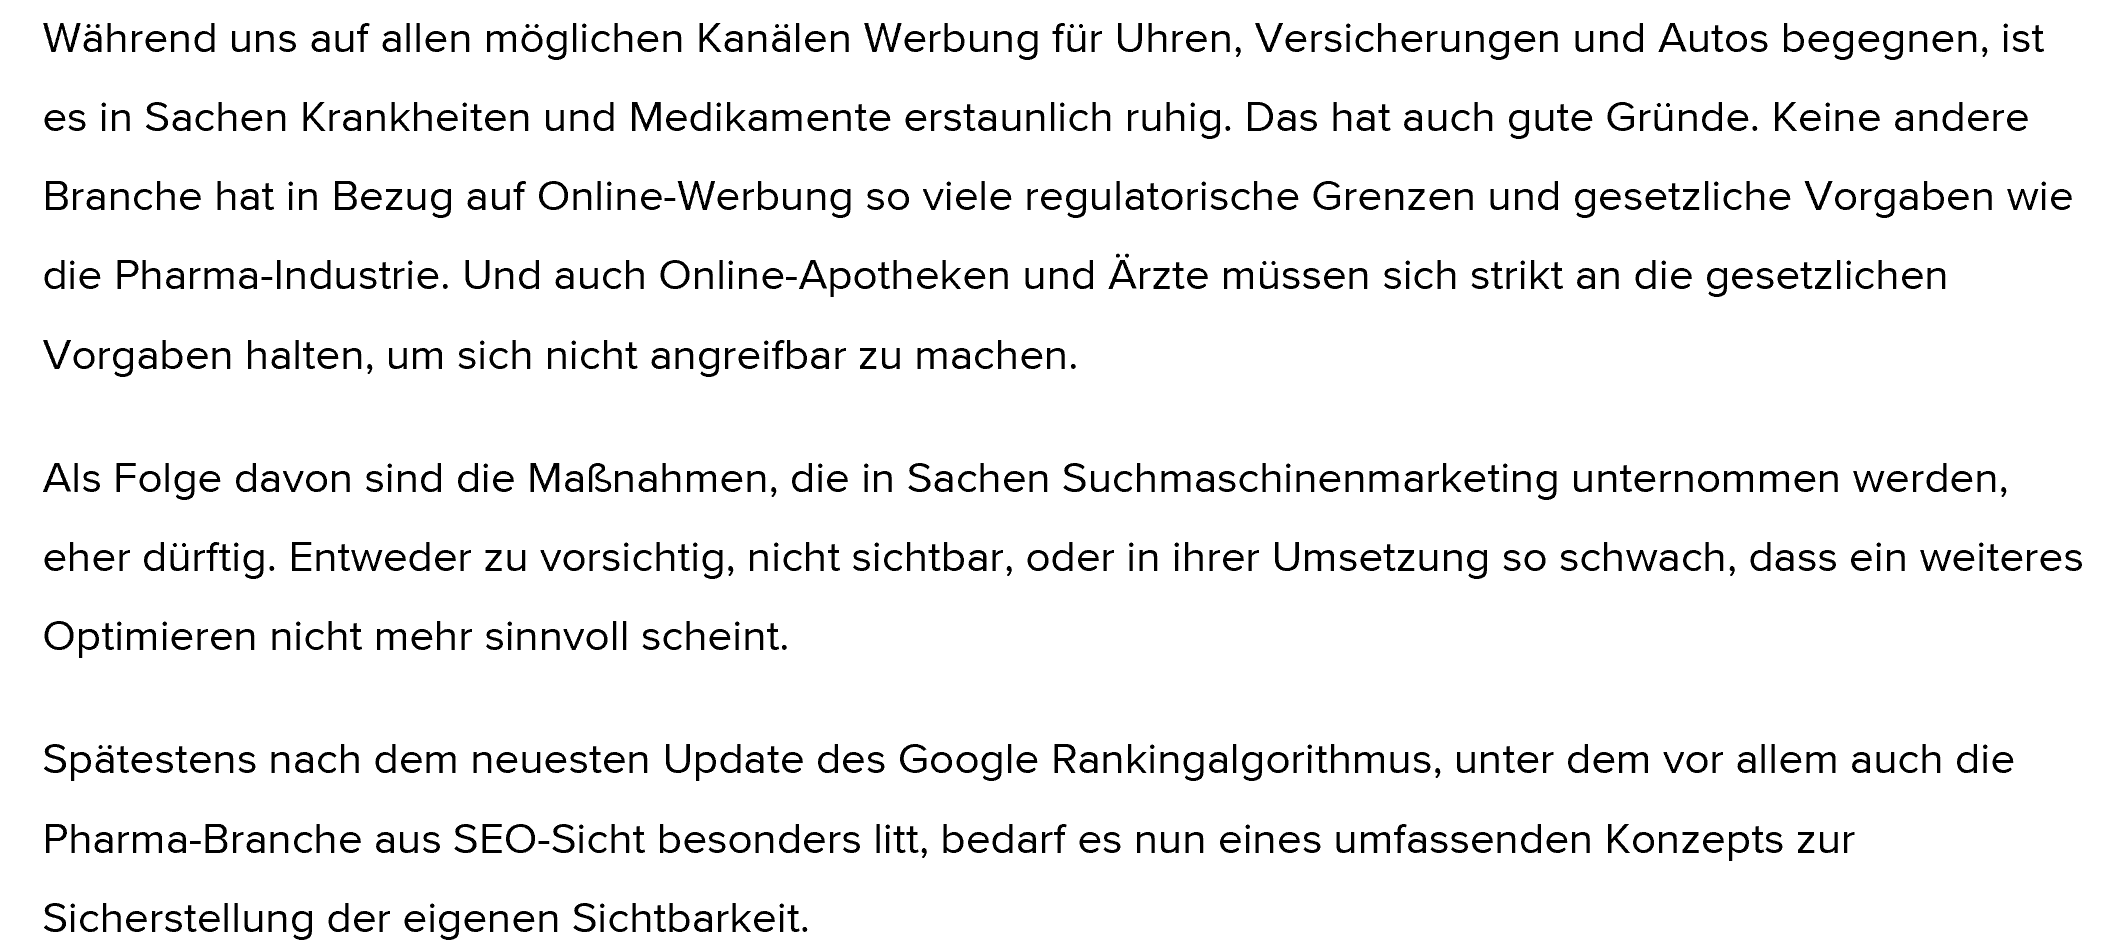 Während uns auf allen möglichen Kanälen Werbung für Uhren, Versicherungen und Autos begegnen, ist
es in Sachen Krankheiten und Medikamente erstaunlich ruhig. Das hat auch gute Gründe. Keine andere
Branche hat in Bezug auf Online-Werbung so viele regulatorische Grenzen und gesetzliche Vorgaben wie
die Pharma-Industrie. Und auch Online-Apotheken und Ärzte müssen sich strikt an die gesetzlichen
Vorgaben halten, um sich nicht angreifbar zu machen.
Als Folge davon sind die Maßnahmen, die in Sachen Suchmaschinenmarketing unternommen werden,
eher dürftig. Entweder zu vorsichtig, nicht sichtbar, oder in ihrer Umsetzung so schwach, dass ein weiteres
Optimieren nicht mehr sinnvoll scheint.
Spätestens nach dem neuesten Update des Google Rankingalgorithmus, unter dem vor allem auch die
Pharma-Branche aus SEO-Sicht besonders litt, bedarf es nun eines umfassenden Konzepts zur
Sicherstellung der eigenen Sichtbarkeit.